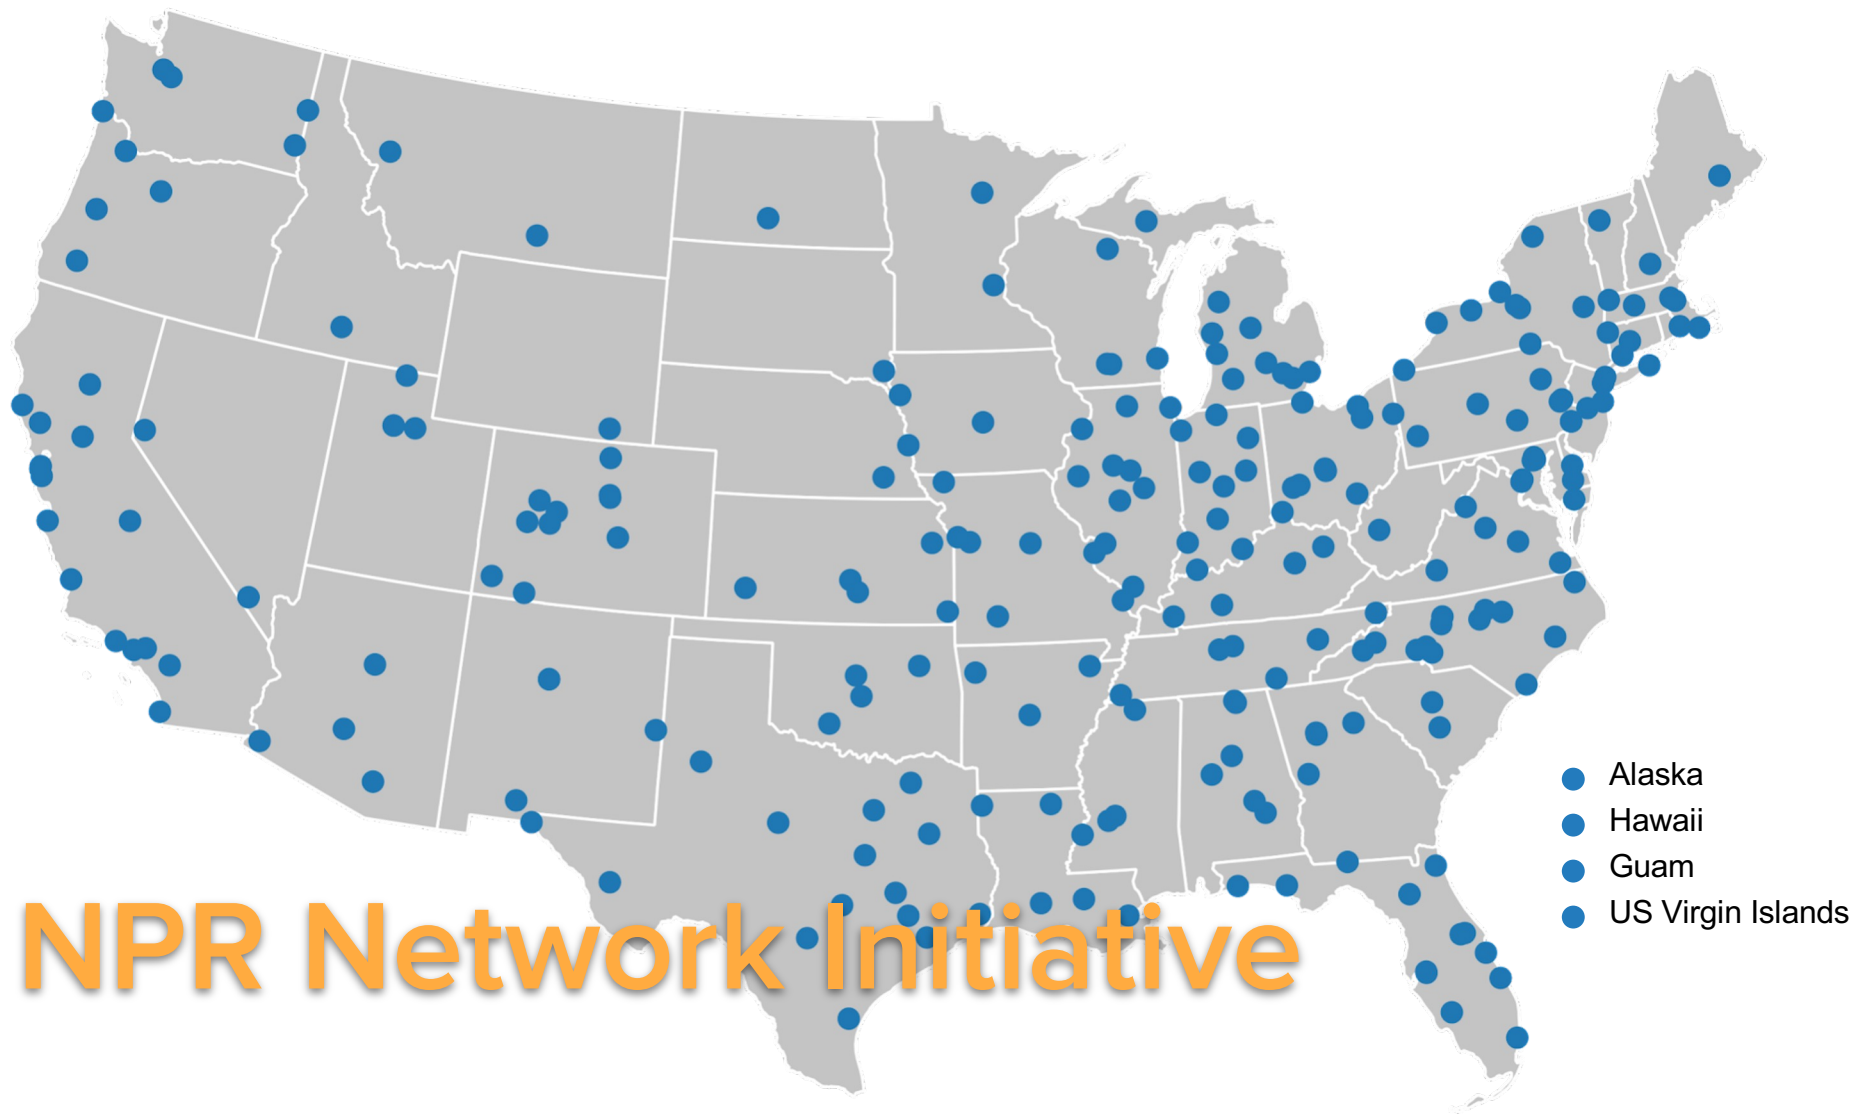 Alaska
Hawaii
Guam
US Virgin Islands
NPR Network Initiative